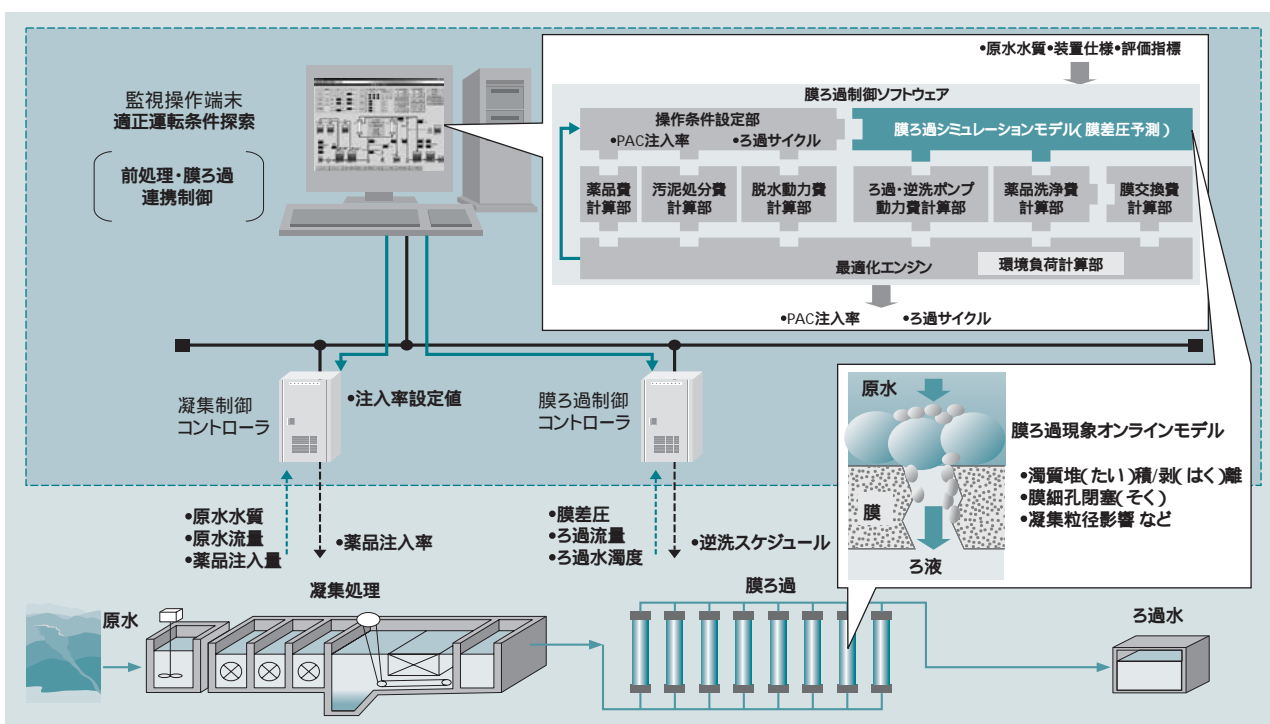 •原水水質•装置仕様•評価指標
膜ろ過制御ソフトウェア
操作条件設定部
•PAC注入率 •ろ過サイクル
膜ろ過シミュレーションモデル(膜差圧予測)
薬品費
計算部
汚泥処分費
計算部
脱水動力費
計算部
ろ過・逆洗ポンプ
動力費計算部
薬品洗浄費
計算部
膜交換費
計算部
最適化エンジン
環境負荷計算部
•PAC注入率 •ろ過サイクル
監視操作端末
適正運転条件探索
前処理・膜ろ過
連携制御
凝集制御
コントローラ
•注入率設定値
膜ろ過制御
コントローラ
原水
膜
ろ液
膜ろ過現象オンラインモデル
•濁質堆(たい)積/剥(はく)離
•膜細孔閉塞(そく)
•凝集粒径影響 など
•原水水質
•原水流量
•薬品注入量
•薬品注入率
•膜差圧
•ろ過流量
•ろ過水濁度
•逆洗スケジュール
凝集処理
膜ろ過
原水
ろ過水